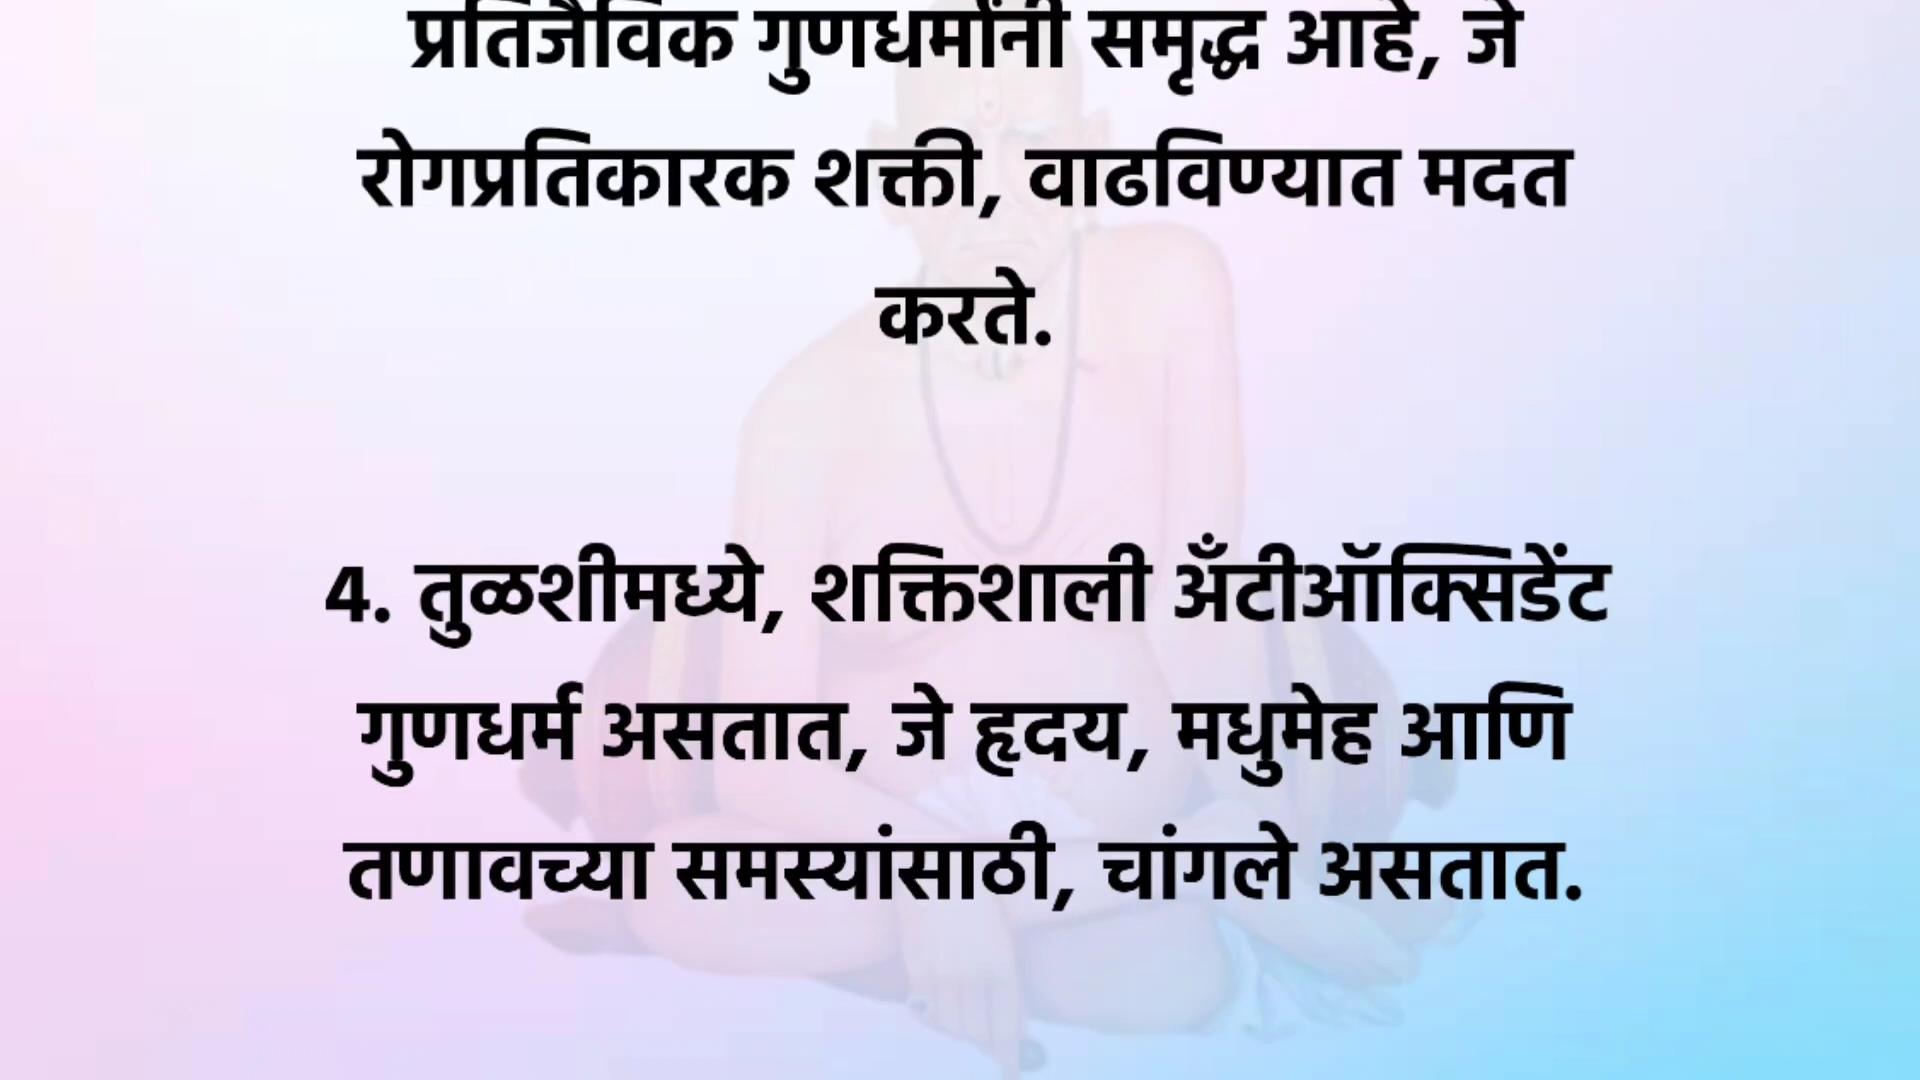 प्रतिजैविक गुणधर्मांनी समृद्ध आहे, जे
रोगप्रतिकारक शक्ती, वाढविण्यात मदत
करते.
4. तुळशीमध्ये, शक्तिशाली अँटीऑक्सिडेंट
गुणधर्म असतात, जे हृदय, मधुमेह आणि
तणावच्या समस्यांसाठी, चांगले असतात.